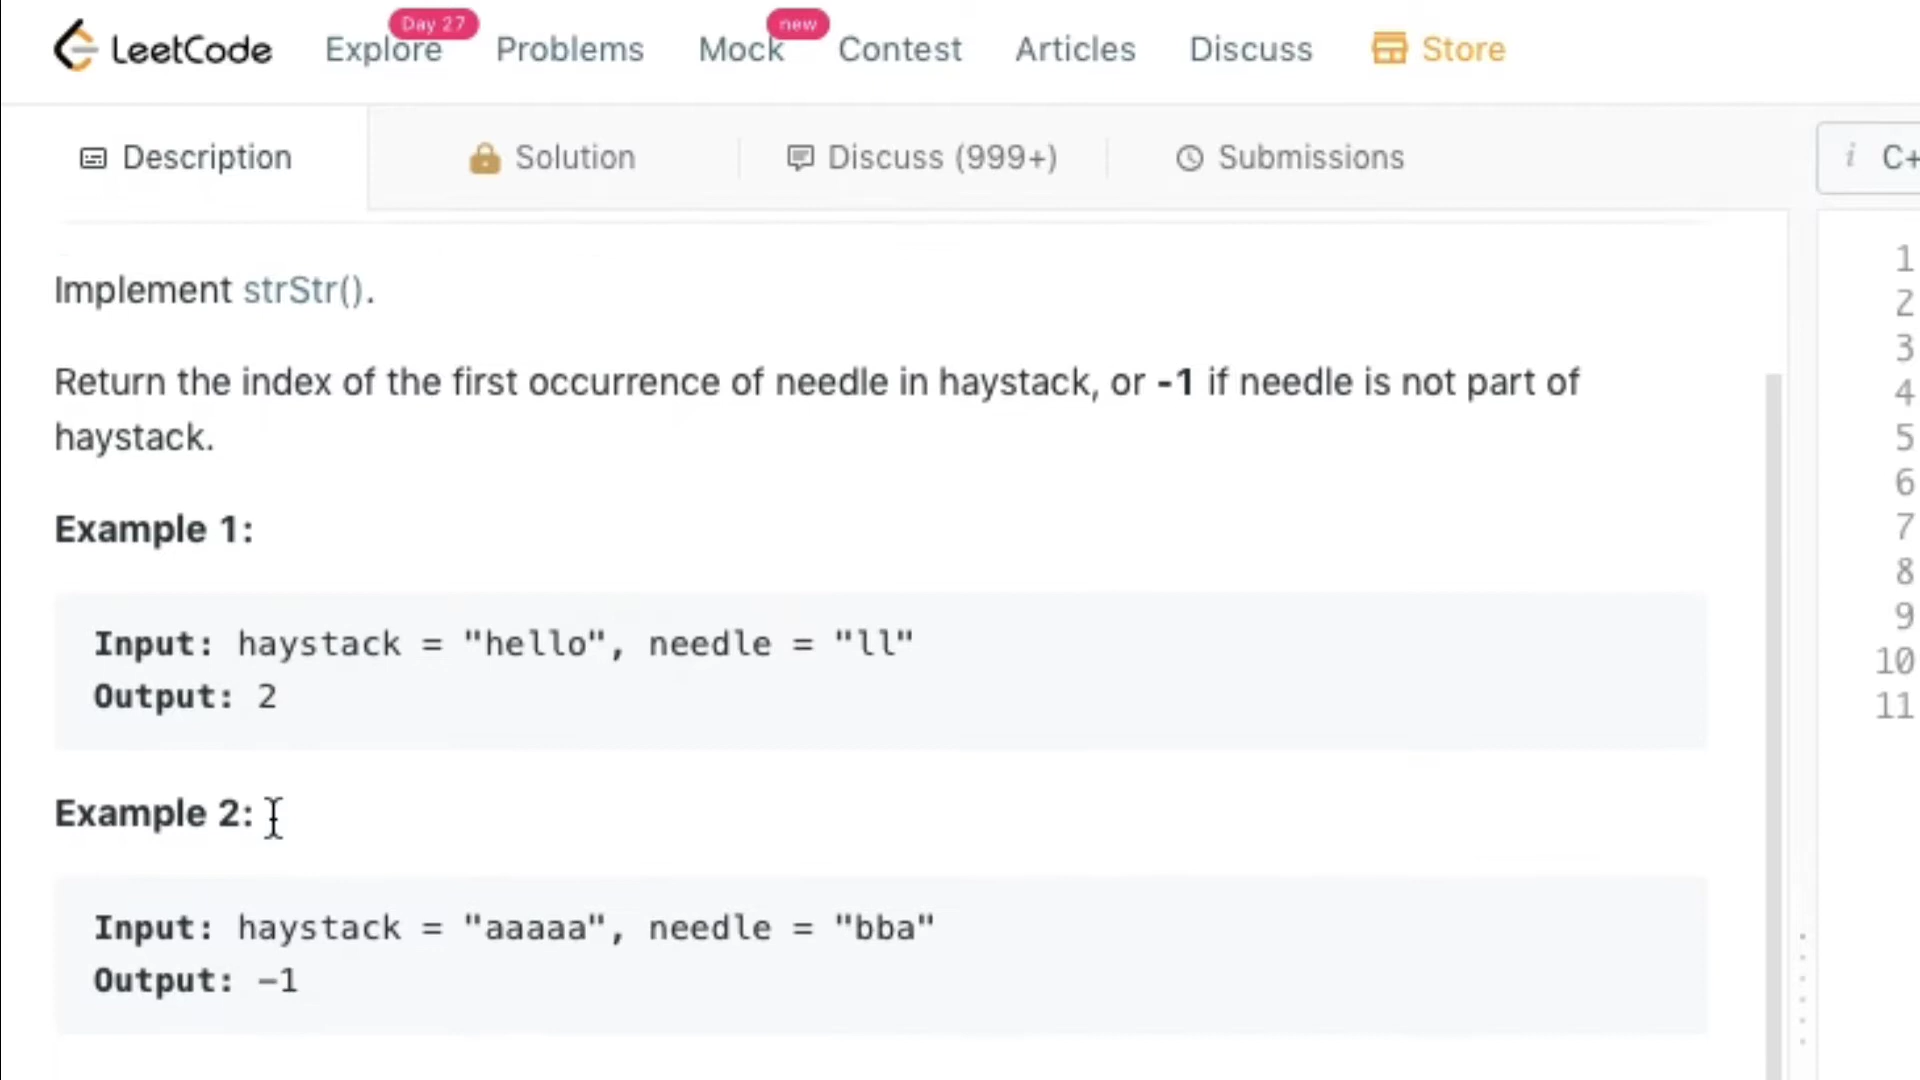 LeetCode Explore Day 27 Problems Mock new Contest Articles Discuss Store
Description Solution Discuss (999+) Submissions i C+
Implement strStr().
Return the index of the first occurrence of needle in haystack, or -1 if needle is not part of
haystack.
Example 1:
Input: haystack = "hello", needle = "ll"
Output: 2
Example 2:
Input: haystack = "aaaaa", needle = "bba"
Output: -1
1
2
3
4
5
6
7
8
9
10
11